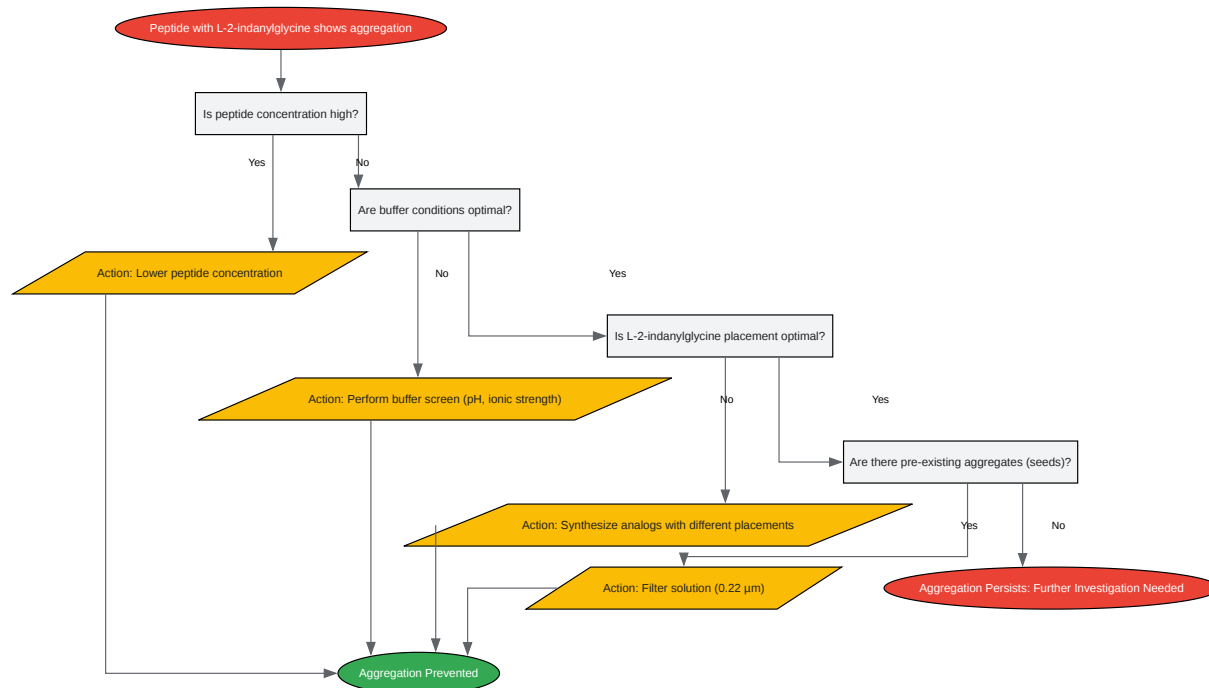 Peptide with L-2-indanylglycine shows aggregation
Is peptide concentration high?
Yes
No
Are buffer conditions optimal?
Action: Lower peptide concentration
No
Yes
Is L-2-indanylglycine placement optimal?
Action: Perform buffer screen (pH, ionic strength)
No
Yes
Are there pre-existing aggregates (seeds)?
Action: Synthesize analogs with different placements
Yes
No
Action: Filter solution (0.22 µm)
Aggregation Persists: Further Investigation Needed
Aggregation Prevented